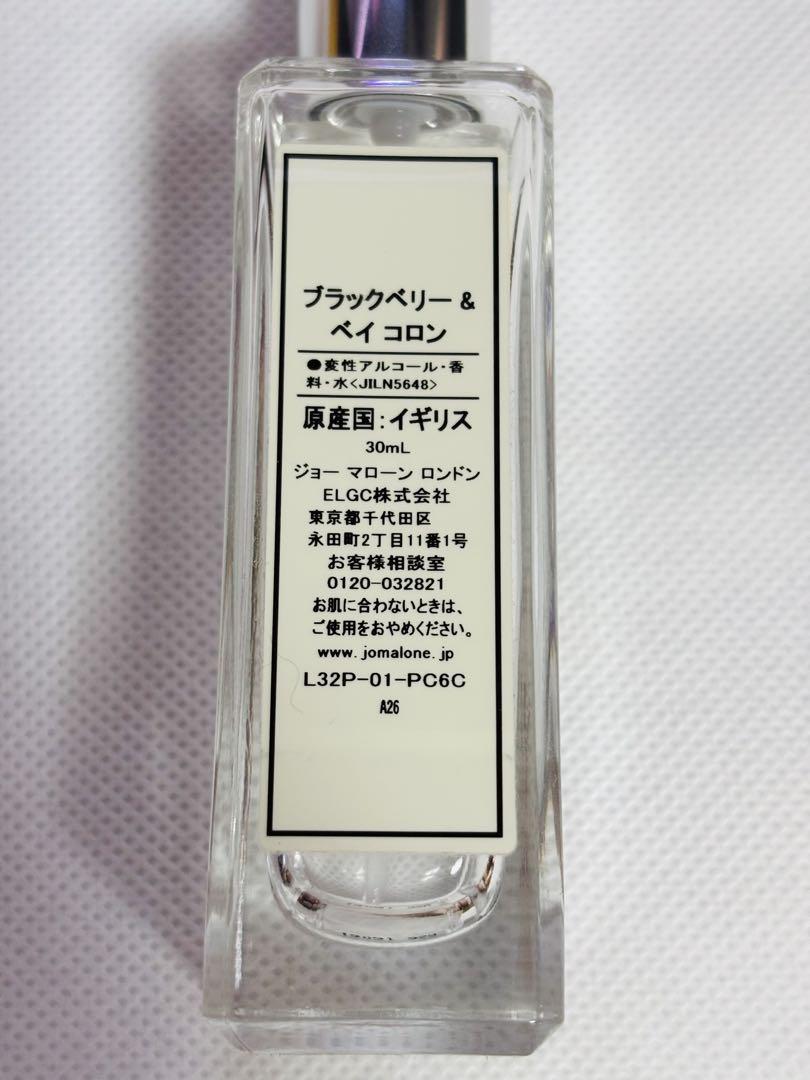 ブラックベリー &
ベイ コロン
●変性アルコール・香
料・水<JILN5648>
原産国:イギリス
30mL
ジョー マローン ロンドン
ELGC株式会社
東京都千代田区
永田町2丁目11番1号
お客様相談室
0120-032821
お肌に合わないときは、
ご使用をおやめください。
www.jomalone.jp
L32P-01-PC6C
A26